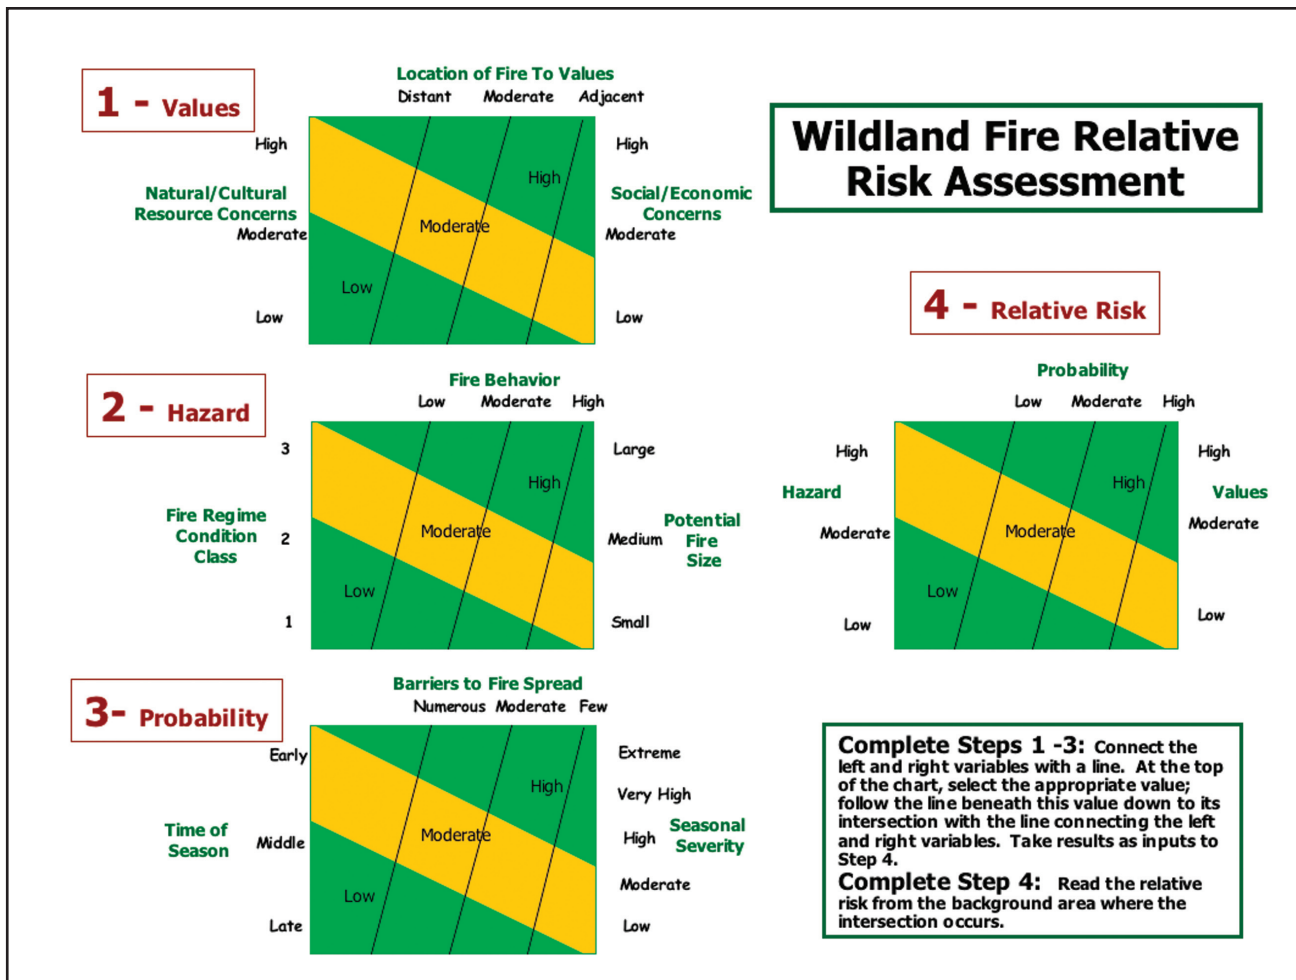 Wildland Fire Relative
Risk Assessment
1 - Values
Location of Fire To Values
Distant Moderate Adjacent
High
Natural/Cultural
Resource Concerns
Moderate
Low
High
Moderate
Low
High
Social/Economic
Concerns
Moderate
Low
2 - Hazard
Fire Behavior
Low Moderate High
3
Fire Regime
Condition
Class
2
1
High
Moderate
Low
Large
Medium
Potential
Fire
Size
Small
3- Probability
Barriers to Fire Spread
Numerous Moderate Few
Early
Time of
Season
Middle
Late
High
Moderate
Low
Extreme
Very High
High
Seasonal
Severity
Moderate
Low
4 - Relative Risk
Probability
Low Moderate High
High
Hazard
Moderate
Low
High
Moderate
Low
High
Values
Moderate
Low
Complete Steps 1 -3: Connect the
left and right variables with a line. At the top
of the chart, select the appropriate value;
follow the line beneath this value down to its
intersection with the line connecting the left
and right variables. Take results as inputs to
Step 4.
Complete Step 4: Read the relative
risk from the background area where the
intersection occurs.